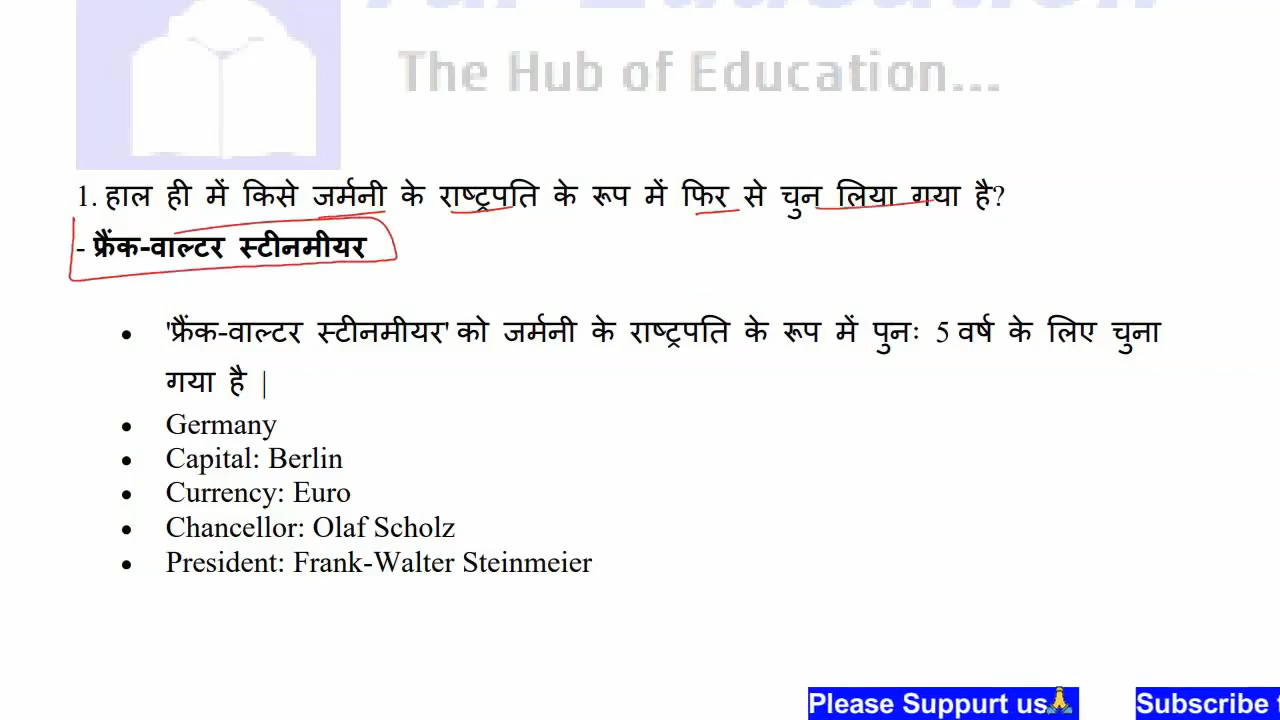 Education
The Hub of Education...
1. हाल ही में किसे जर्मनी के राष्ट्रपति के रूप में फिर से चुन लिया गया है?
- फ्रैंक-वाल्टर स्टीनमीयर
• 'फ्रैंक-वाल्टर स्टीनमीयर' को जर्मनी के राष्ट्रपति के रूप में पुनः 5 वर्ष के लिए चुना
गया है |
• Germany
• Capital: Berlin
• Currency: Euro
• Chancellor: Olaf Scholz
• President: Frank-Walter Steinmeier
Please Suppurt us🙏 Subscribe